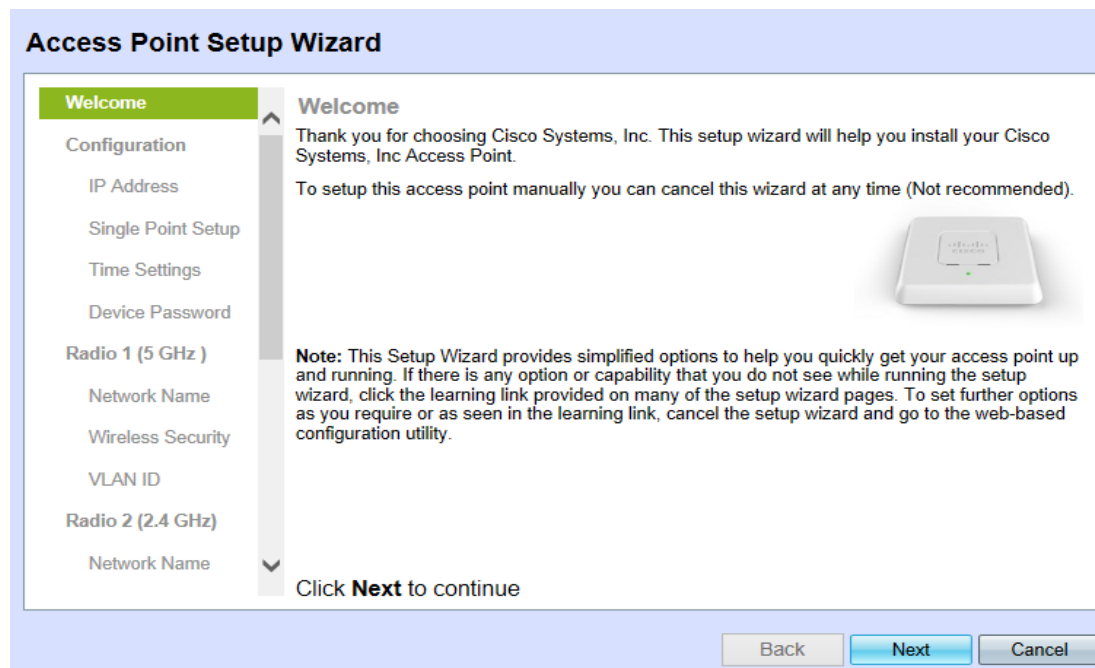 Access Point Setup Wizard
Welcome
Configuration
IP Address
Single Point Setup
Time Settings
Device Password
Radio 1 (5 GHz )
Network Name
Wireless Security
VLAN ID
Radio 2 (2.4 GHz)
Network Name
Welcome
Thank you for choosing Cisco Systems, Inc. This setup wizard will help you install your Cisco
Systems, Inc Access Point.
To setup this access point manually you can cancel this wizard at any time (Not recommended).
CISCO
Note: This Setup Wizard provides simplified options to help you quickly get your access point up
and running. If there is any option or capability that you do not see while running the setup
wizard, click the learning link provided on many of the setup wizard pages. To set further options
as you require or as seen in the learning link, cancel the setup wizard and go to the web-based
configuration utility.
Click Next to continue
Back
Next
Cancel